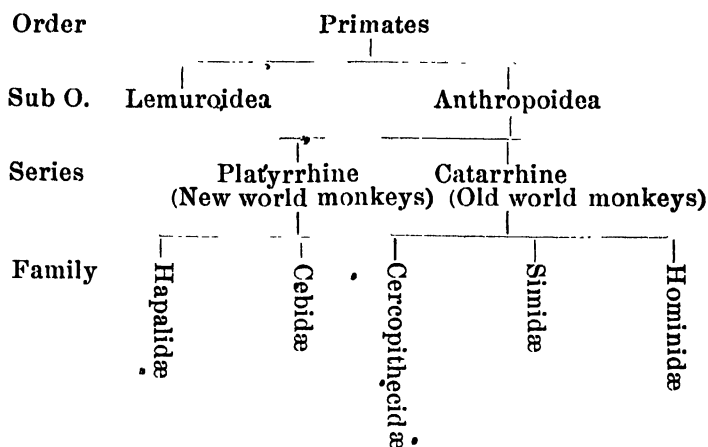 Order Primates
Sub O. Lemuroidea Anthropoidea
Series Platyrrhine Catarrhine
(New world monkeys) (Old world monkeys)
Family Hapalidæ Cebidæ Cercopithecidæ Simidæ Hominidæ